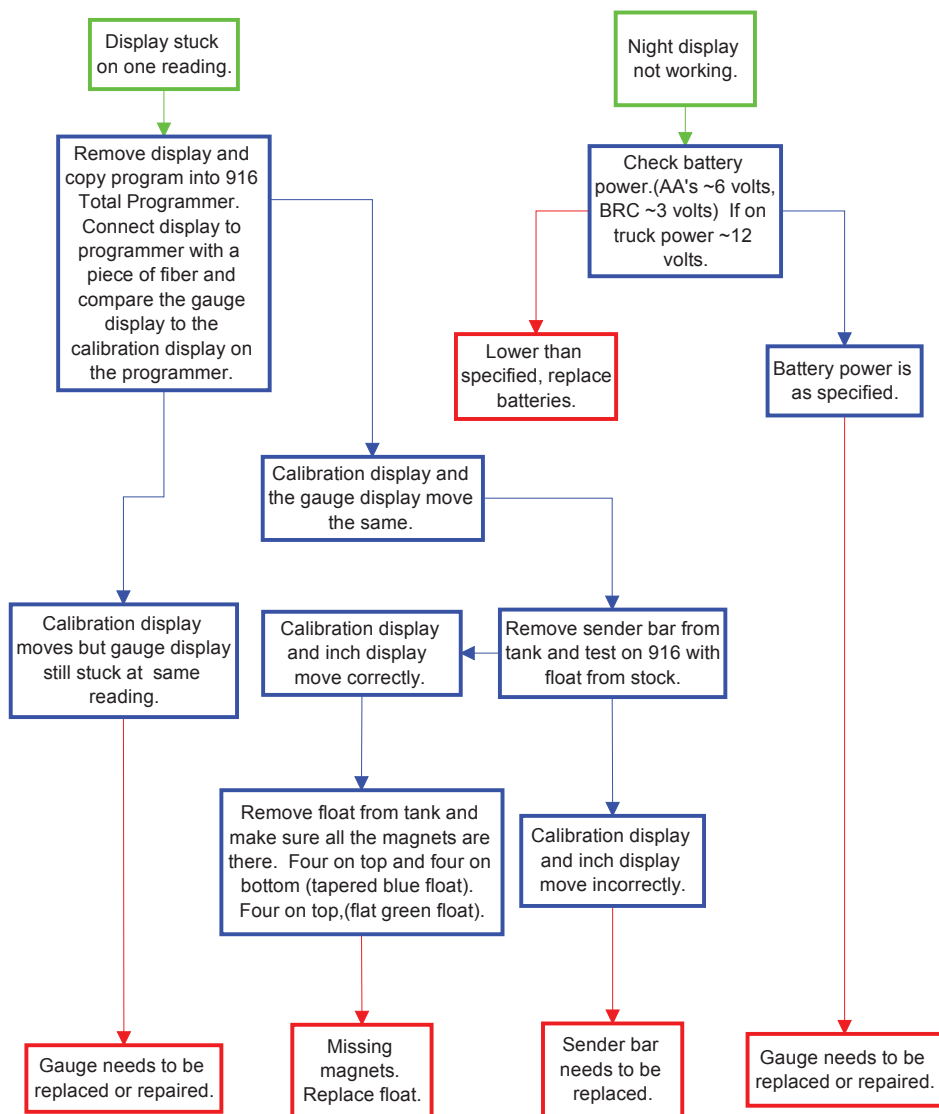 Display stuck
on one reading.
Night display
not working.
Remove display and
copy program into 916
Total Programmer.
Connect display to
programmer with a
piece of fiber and
compare the gauge
display to the
calibration display on
the programmer.
Check battery
power.(AA's ~6 volts,
BRC ~3 volts)  If on
truck power ~12
volts.
Lower than
specified, replace
batteries.
Battery power is
as specified.
Calibration display and
the gauge display move
the same.
Calibration display
moves but gauge display
still stuck at  same
reading.
Calibration display
and inch display
move correctly.
Remove sender bar from
tank and test on 916 with
float from stock.
Remove float from tank and
make sure all the magnets are
there.  Four on top and four on
bottom (tapered blue float).
Four on top,(flat green float).
Calibration display
and inch display
move incorrectly.
Gauge needs to be
replaced or repaired.
Missing
magnets.
Replace float.
Sender bar
needs to be
replaced.
Gauge needs to be
replaced or repaired.